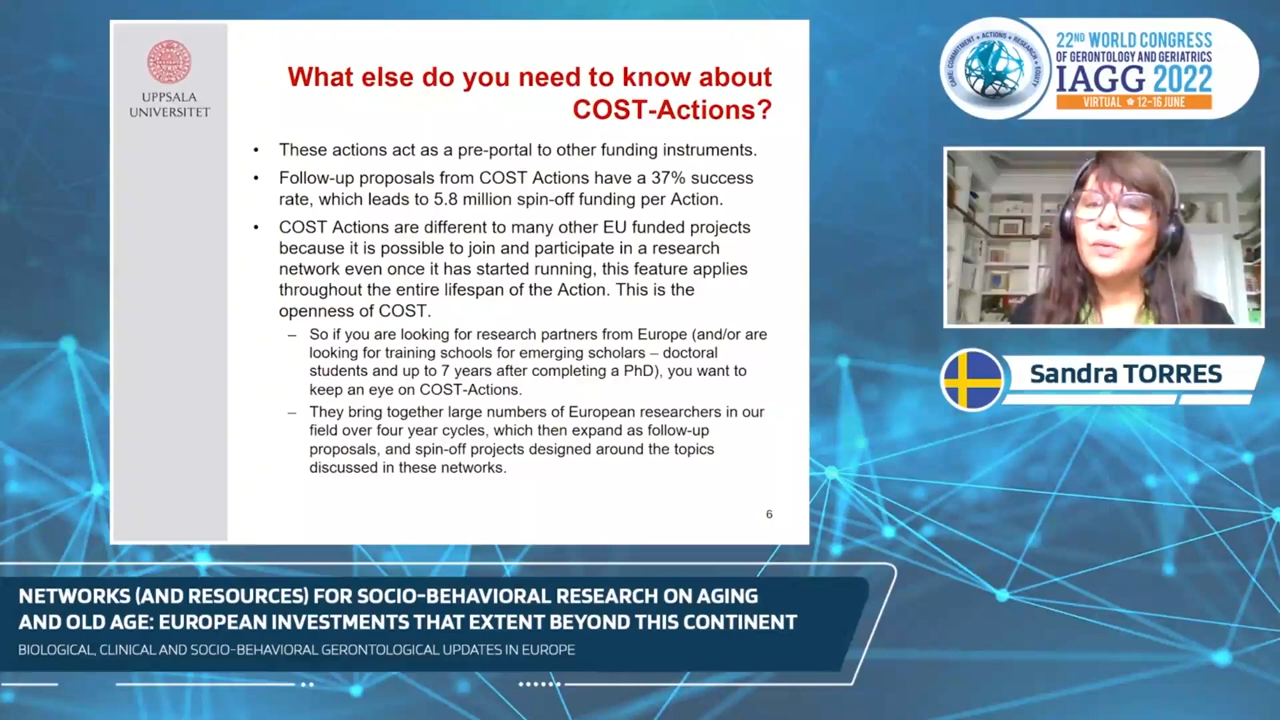 UPPSALA
UNIVERSITET
What else do you need to know about
COST-Actions?
• These actions act as a pre-portal to other funding instruments.
• Follow-up proposals from COST Actions have a 37% success
rate, which leads to 5.8 million spin-off funding per Action.
• COST Actions are different to many other EU funded projects
because it is possible to join and participate in a research
network even once it has started running, this feature applies
throughout the entire lifespan of the Action. This is the
openness of COST.
– So if you are looking for research partners from Europe (and/or are
looking for training schools for emerging scholars – doctoral
students and up to 7 years after completing a PhD), you want to
keep an eye on COST-Actions.
– They bring together large numbers of European researchers in our
field over four year cycles, which then expand as follow-up
proposals, and spin-off projects designed around the topics
discussed in these networks.
6
22ND WORLD CONGRESS
OF GERONTOLOGY AND GERIATRICS
IAGG 2022
VIRTUAL 12-16 JUNE
Sandra TORRES
NETWORKS (AND RESOURCES) FOR SOCIO-BEHAVIORAL RESEARCH ON AGING
AND OLD AGE: EUROPEAN INVESTMENTS THAT EXTENT BEYOND THIS CONTINENT
BIOLOGICAL, CLINICAL AND SOCIO-BEHAVIORAL GERONTOLOGICAL UPDATES IN EUROPE